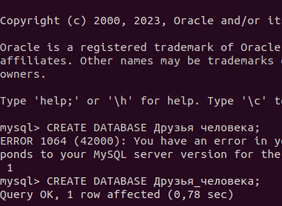 Copyright (c) 2000, 2023, Oracle and/or it
Oracle is a registered trademark of Oracle
affiliates. Other names may be trademarks
owners.
Type 'help;' or '\h' for help. Type '\c' t
mysql> CREATE DATABASE Друзья человека;
ERROR 1064 (42000): You have an error in y
ponds to your MySQL server version for the
1
mysql> CREATE DATABASE Друзья_человека;
Query OK, 1 row affected (0,78 sec)